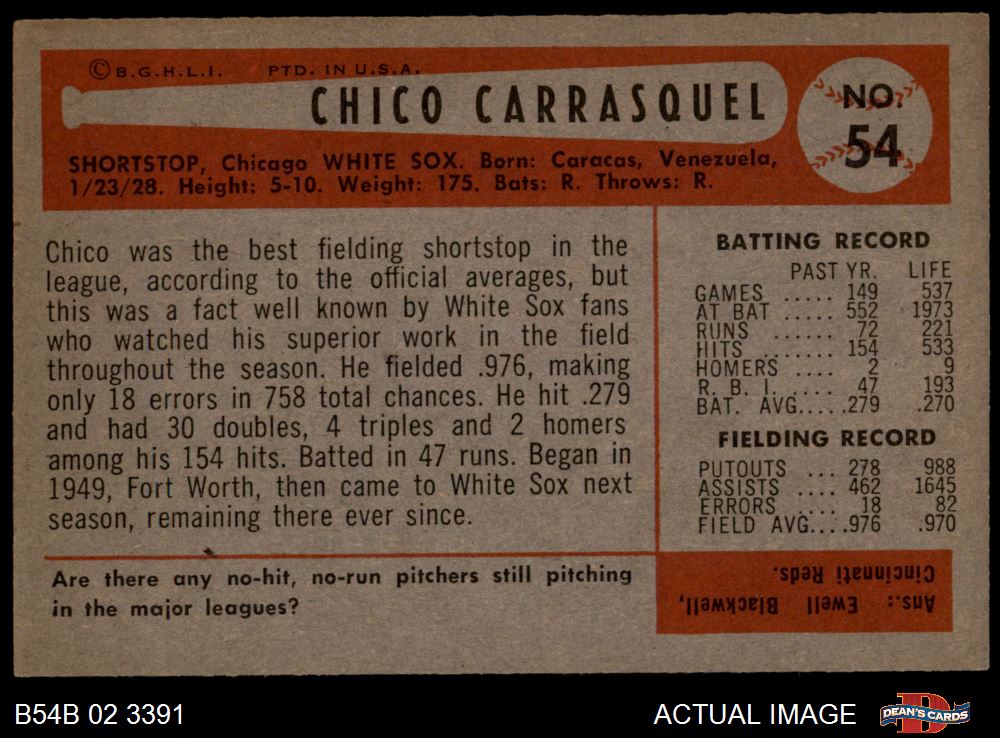 © B.G.H.L.I. PTD. IN U.S.A.
CHICO CARRASQUEL
NO.
54
SHORTSTOP, Chicago WHITE SOX. Born: Caracas, Venezuela,
1/23/28. Height: 5-10. Weight: 175. Bats: R. Throws: R.
Chico was the best fielding shortstop in the
league, according to the official averages, but
this was a fact well known by White Sox fans
who watched his superior work in the field
throughout the season. He fielded .976, making
only 18 errors in 758 total chances. He hit .279
and had 30 doubles, 4 triples and 2 homers
among his 154 hits. Batted in 47 runs. Began in
1949, Fort Worth, then came to White Sox next
season, remaining there ever since.
BATTING RECORD
PAST YR. LIFE
GAMES ..... 149 537
AT BAT ..... 552 1973
RUNS ...... 72 221
HITS ....... 154 533
HOMERS .... 2 9
R. B. I. ..... 47 193
BAT. AVG.....279 .270
FIELDING RECORD
PUTOUTS ... 278 988
ASSISTS .... 462 1645
ERRORS .... 18 82
FIELD AVG....976 .970
Are there any no-hit, no-run pitchers still pitching
in the major leagues?
Ans.: Ewell Blackwell,
Cincinnati Reds.
B54B 02 3391
ACTUAL IMAGE
D
DEAN'S CARDS